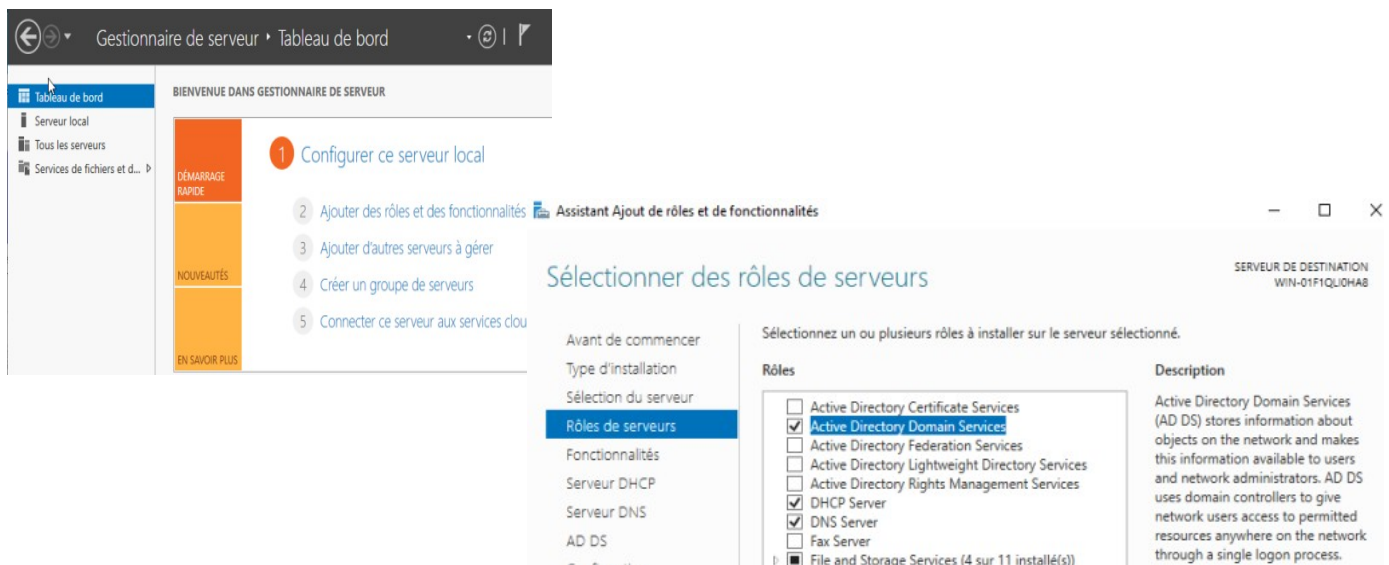 Gestionnaire de serveur ‣ Tableau de bord
Tableau de bord
Serveur local
Tous les serveurs
Services de fichiers et d...
BIENVENUE DANS GESTIONNAIRE DE SERVEUR
DÉMARRAGE
RAPIDE
NOUVEAUTÉS
EN SAVOIR PLUS
1 Configurer ce serveur local
2 Ajouter des rôles et des fonctionnalités
3 Ajouter d'autres serveurs à gérer
4 Créer un groupe de serveurs
5 Connecter ce serveur aux services clou
Assistant Ajout de rôles et de fonctionnalités
Sélectionner des rôles de serveurs
SERVEUR DE DESTINATION
WIN-01F1QLI0HA8
Avant de commencer
Type d'installation
Sélection du serveur
Rôles de serveurs
Fonctionnalités
Serveur DHCP
Serveur DNS
AD DS
Sélectionnez un ou plusieurs rôles à installer sur le serveur sélectionné.
Rôles
Active Directory Certificate Services
Active Directory Domain Services
Active Directory Federation Services
Active Directory Lightweight Directory Services
Active Directory Rights Management Services
DHCP Server
DNS Server
Fax Server
File and Storage Services (4 sur 11 installé(s))
Description
Active Directory Domain Services
(AD DS) stores information about
objects on the network and makes
this information available to users
and network administrators. AD DS
uses domain controllers to give
network users access to permitted
resources anywhere on the network
through a single logon process.